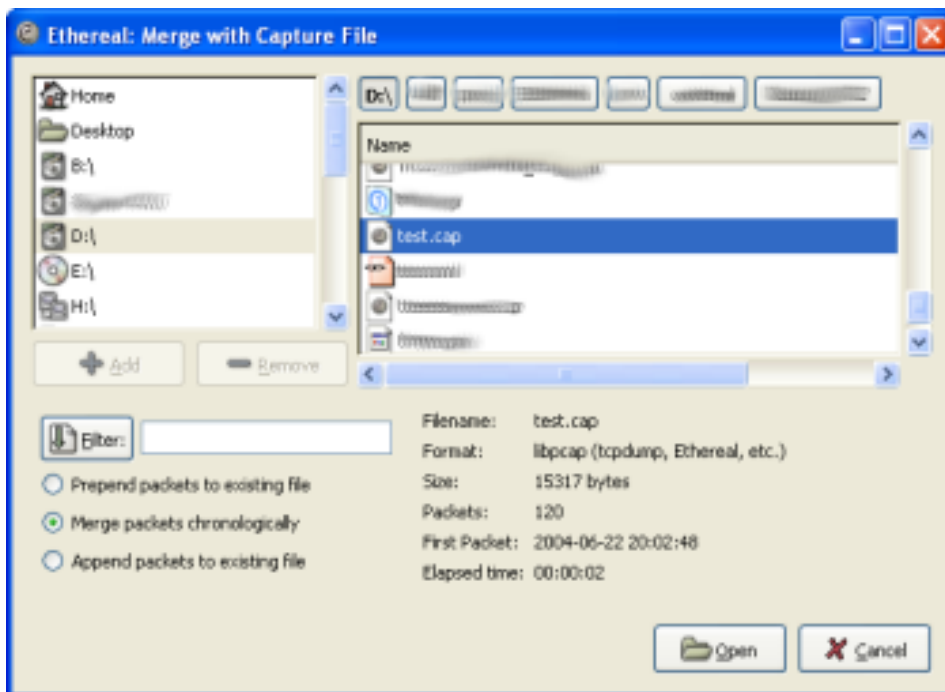 Ethereal: Merge with Capture File
Home
Desktop
B:\
D:\
E:\
H:\
Add
Remove
D:\
Name
test.cap
Filter:
Prepend packets to existing file
Merge packets chronologically
Append packets to existing file
Filename: test.cap
Format: libpcap (tcpdump, Ethereal, etc.)
Size: 15317 bytes
Packets: 120
First Packet: 2004-06-22 20:02:48
Elapsed time: 00:00:02
Open
Cancel